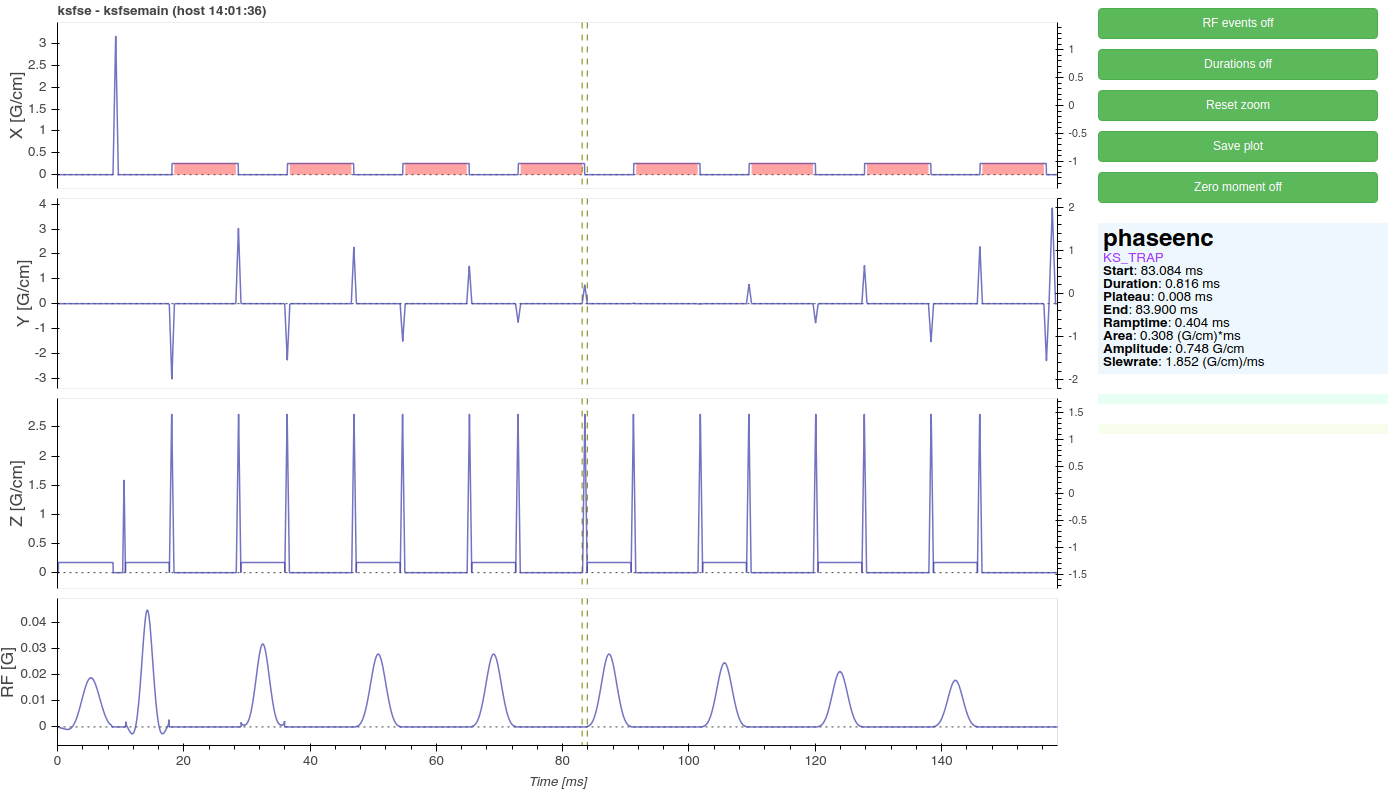 ksfse - ksfsemain (host 14:01:36)
X [G/cm]
3
2.5
2
1.5
1
0.5
0
1
0.5
0
-0.5
-1
Y [G/cm]
4
3
2
1
0
-1
-2
-3
2
1
0
-1
-2
Z [G/cm]
2.5
2
1.5
1
0.5
0
1.5
1
0.5
0
-0.5
-1
-1.5
RF [G]
0.04
0.03
0.02
0.01
0
0 20 40 60 80 100 120 140
Time [ms]
RF events off
Durations off
Reset zoom
Save plot
Zero moment off
phaseenc
KS_TRAP
Start: 83.084 ms
Duration: 0.816 ms
Plateau: 0.008 ms
End: 83.900 ms
Ramptime: 0.404 ms
Area: 0.308 (G/cm)*ms
Amplitude: 0.748 G/cm
Slewrate: 1.852 (G/cm)/ms